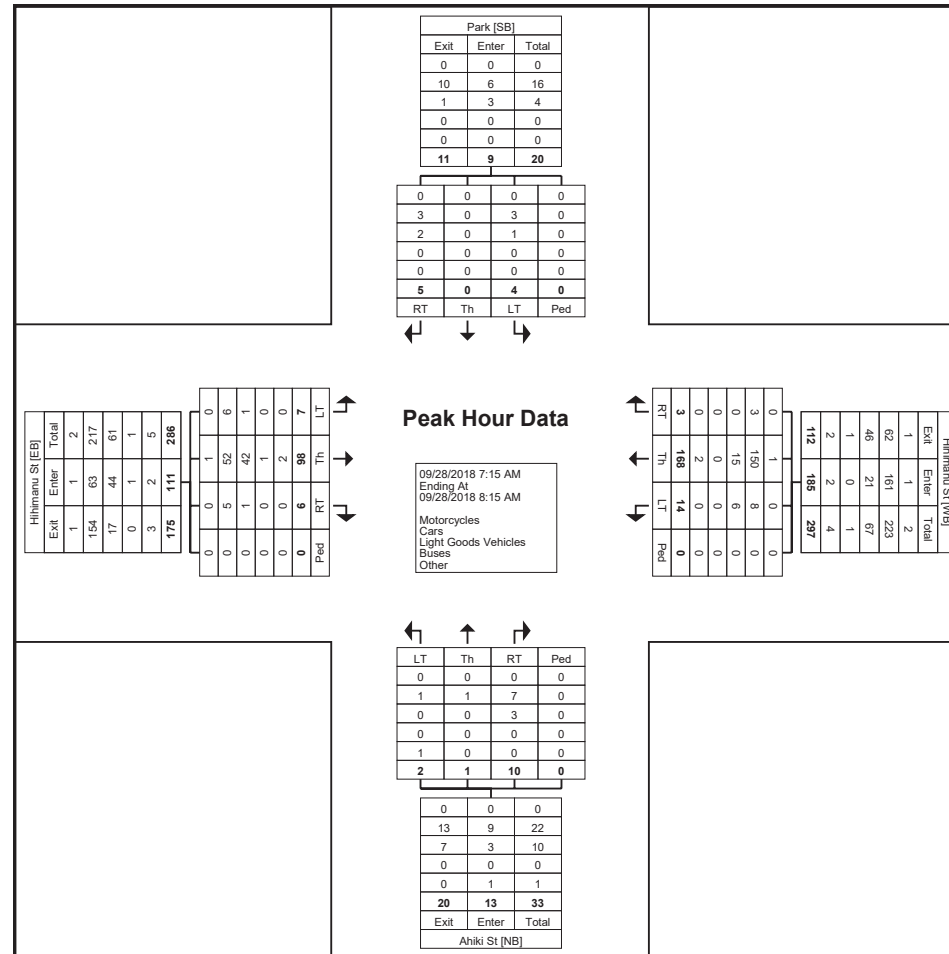 Park [SB]
Exit Enter Total
0 0 0
10 6 16
1 3 4
0 0 0
0 0 0
11 9 20
0 0 0 0
3 0 3 0
2 0 1 0
0 0 0 0
0 0 0 0
5 0 4 0
RT Th LT Ped
Hihimanu St [EB]
Exit Enter Total
1 1 2
154 63 217
17 44 61
0 1 1
3 2 5
175 111 286
0 1 0 0
6 52 5 0
1 42 1 0
0 1 0 0
0 2 0 0
7 98 6 0
LT Th RT Ped
Peak Hour Data
09/28/2018 7:15 AM
Ending At
09/28/2018 8:15 AM
Motorcycles
Cars
Light Goods Vehicles
Buses
Other
Hihimanu St [WB]
Exit Enter Total
1 1 2
62 161 223
46 21 67
1 0 1
2 2 4
112 185 297
0 1 0 0
3 150 8 0
0 15 6 0
0 0 0 0
0 2 0 0
3 168 14 0
RT Th LT Ped
LT Th RT Ped
0 0 0 0
1 1 7 0
0 0 3 0
0 0 0 0
1 0 0 0
2 1 10 0
0 0 0
13 9 22
7 3 10
0 0 0
0 1 1
20 13 33
Exit Enter Total
Ahiki St [NB]